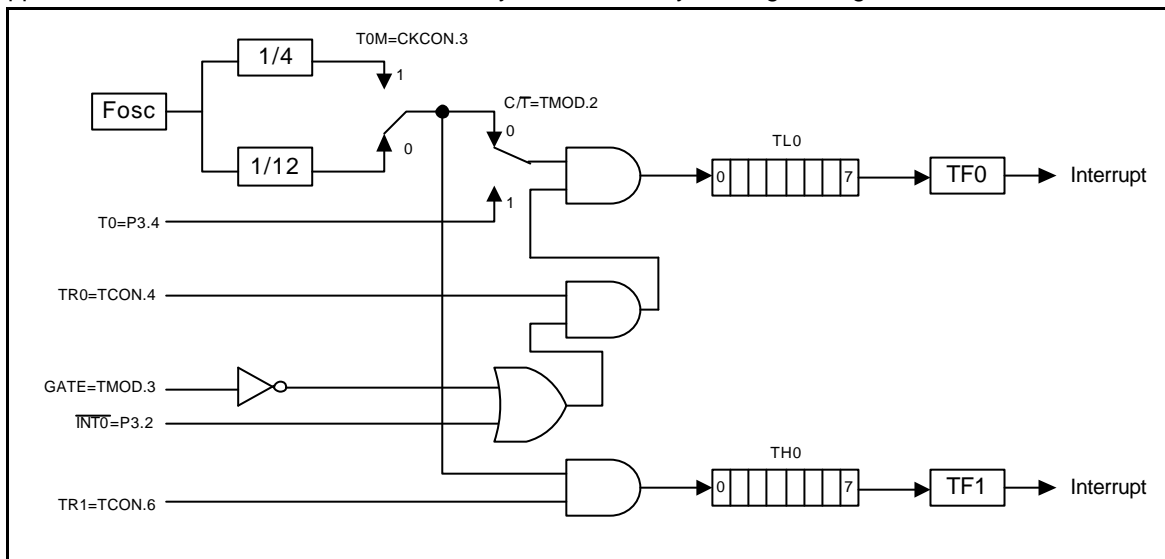 T0M=CKCON.3
1/4
1
Fosc
C/T̅=TMOD.2
0
0
1/12
TL0
0 7
TF0
Interrupt
1
T0=P3.4
TR0=TCON.4
GATE=TMOD.3
I̅N̅T̅0̅=P3.2
TH0
0 7
TF1
Interrupt
TR1=TCON.6